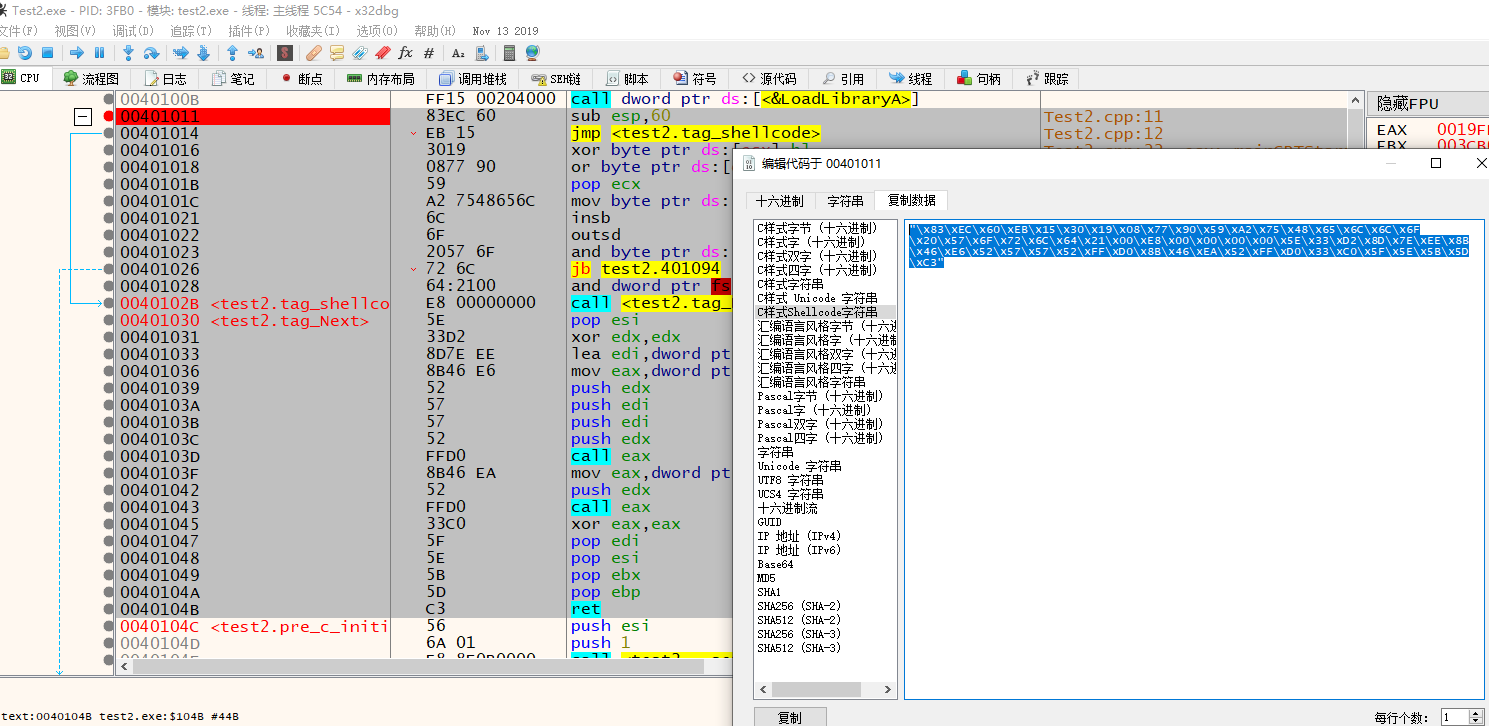 Test2.exe - PID: 3FB0 - 模块: test2.exe - 线程: 主线程 5C54 - x32dbg
文件(F) 视图(V) 调试(D) 追踪(T) 插件(P) 收藏夹(I) 选项(O) 帮助(H) Nov 13 2019
CPU 流程图 日志 笔记 断点 内存布局 调用堆栈 SEH链 脚本 符号 源代码 引用 线程 句柄 跟踪
0040100B FF15 00204000 call dword ptr ds:[<&LoadLibraryA>]
00401011 83EC 60 sub esp,60 Test2.cpp:11
00401014 EB 15 jmp <test2.tag_shellcode> Test2.cpp:12
00401016 3019 xor byte ptr ds:
00401018 0877 90 or byte ptr ds:[
0040101B 59 pop ecx
0040101C A2 7548656C mov byte ptr ds:
00401021 6C insb
00401022 6F outsd
00401023 2057 6F and byte ptr ds:
00401026 72 6C jb test2.401094
00401028 64:2100 and dword ptr fs
0040102B <test2.tag_shellco E8 00000000 call <test2.tag_
00401030 <test2.tag_Next> 5E pop esi
00401031 33D2 xor edx,edx
00401033 8D7E EE lea edi,dword pt
00401036 8B46 E6 mov eax,dword pt
00401039 52 push edx
0040103A 57 push edi
0040103B 57 push edi
0040103C 52 push edx
0040103D FFD0 call eax
0040103F 8B46 EA mov eax,dword pt
00401042 52 push edx
00401043 FFD0 call eax
00401045 33C0 xor eax,eax
00401047 5F pop edi
00401048 5E pop esi
00401049 5B pop ebx
0040104A 5D pop ebp
0040104B C3 ret
0040104C <test2.pre_c_initi 56 push esi
0040104D 6A 01 push 1
隐藏FPU
EAX 0019F
EBX 003CB
编辑代码于 00401011
十六进制 字符串 复制数据
C样式字节 (十六进制)
C样式字 (十六进制)
C样式双字 (十六进制)
C样式四字 (十六进制)
C样式字符串
C样式 Unicode 字符串
C样式Shellcode字符串
汇编语言风格字节 (十六进
汇编语言风格字 (十六进制
汇编语言风格双字 (十六进
汇编语言风格四字 (十六进
汇编语言风格字符串
Pascal字节 (十六进制)
Pascal字 (十六进制)
Pascal双字 (十六进制)
Pascal四字 (十六进制)
字符串
Unicode 字符串
UTF8 字符串
UCS4 字符串
十六进制流
GUID
IP 地址 (IPv4)
IP 地址 (IPv6)
Base64
MD5
SHA1
SHA256 (SHA-2)
SHA512 (SHA-2)
SHA256 (SHA-3)
SHA512 (SHA-3)
"\x83\xEC\x60\xEB\x15\x30\x19\x08\x77\x90\x59\xA2\x75\x48\x65\x6C\x6C\x6F
\x20\x57\x6F\x72\x6C\x64\x21\x00\xE8\x00\x00\x00\x00\x5E\x33\xD2\x8D\x7E\xEE\x8B
\x46\xE6\x52\x57\x57\x52\xFF\xD0\x8B\x46\xEA\x52\xFF\xD0\x33\xC0\x5F\x5E\x5B\x5D
\xC3"
复制
每行个数: 1
text:0040104B test2.exe:$104B #44B